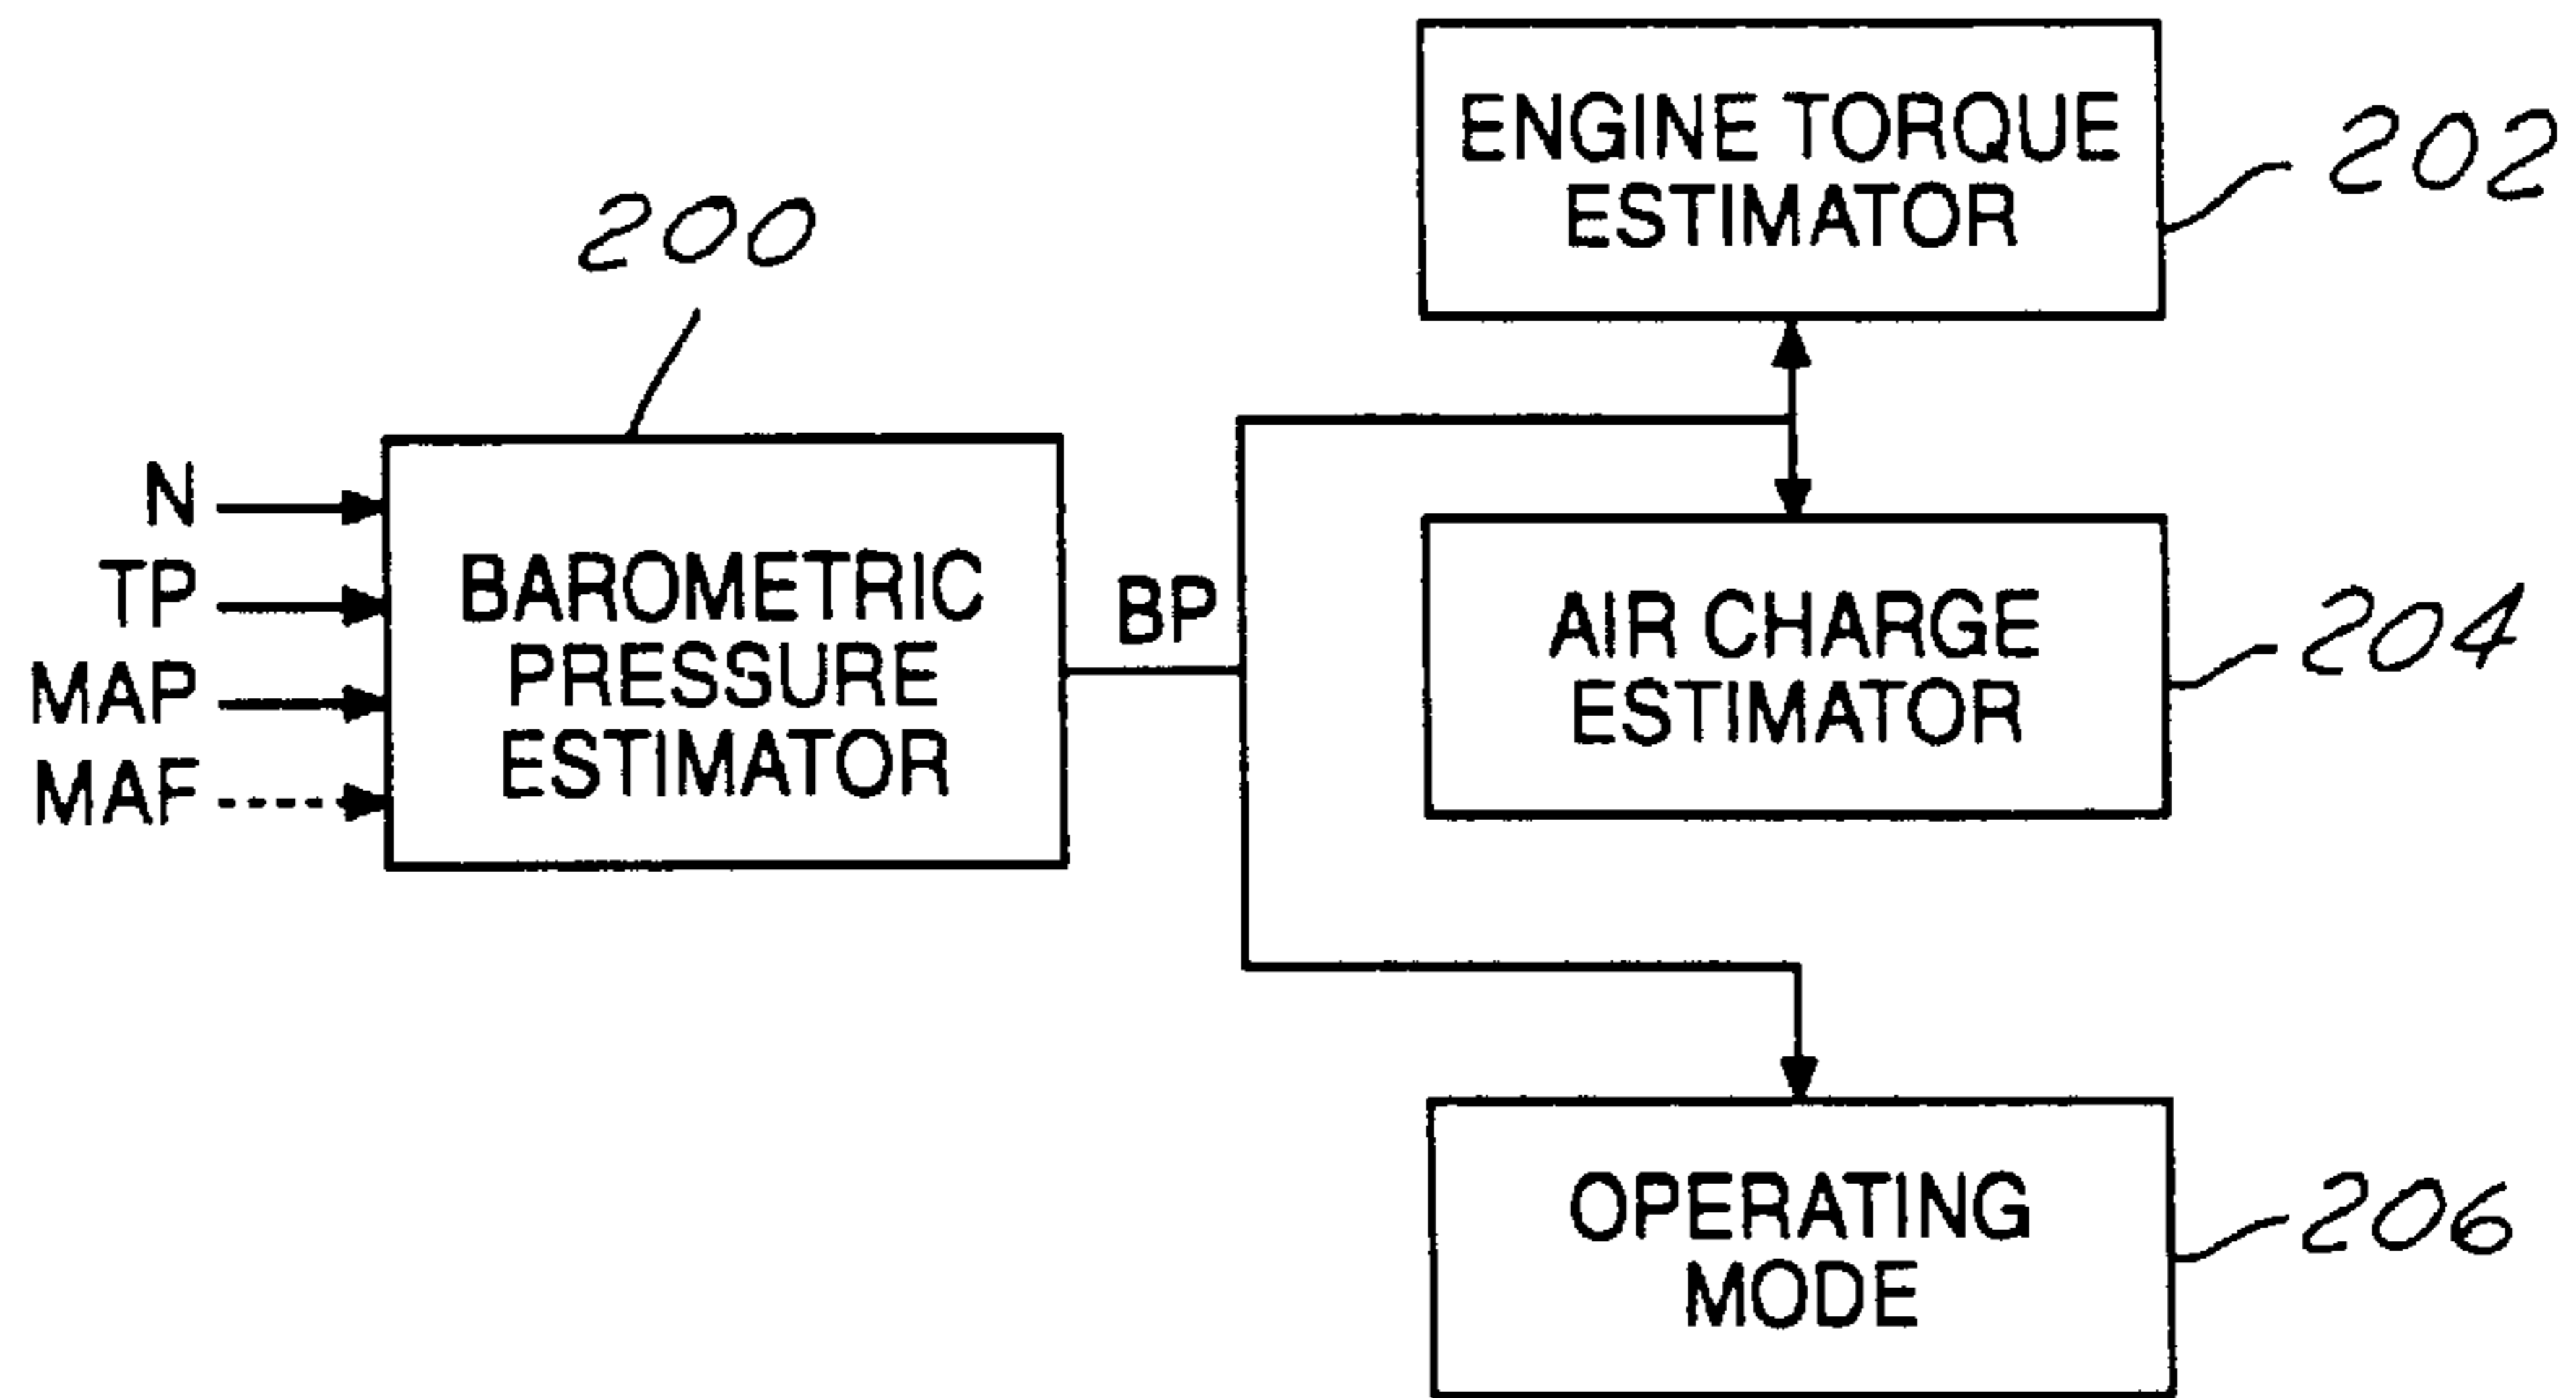 200
N
TP
MAP
MAF
BAROMETRIC
PRESSURE
ESTIMATOR
BP
ENGINE TORQUE
ESTIMATOR
202
AIR CHARGE
ESTIMATOR
204
OPERATING
MODE
206